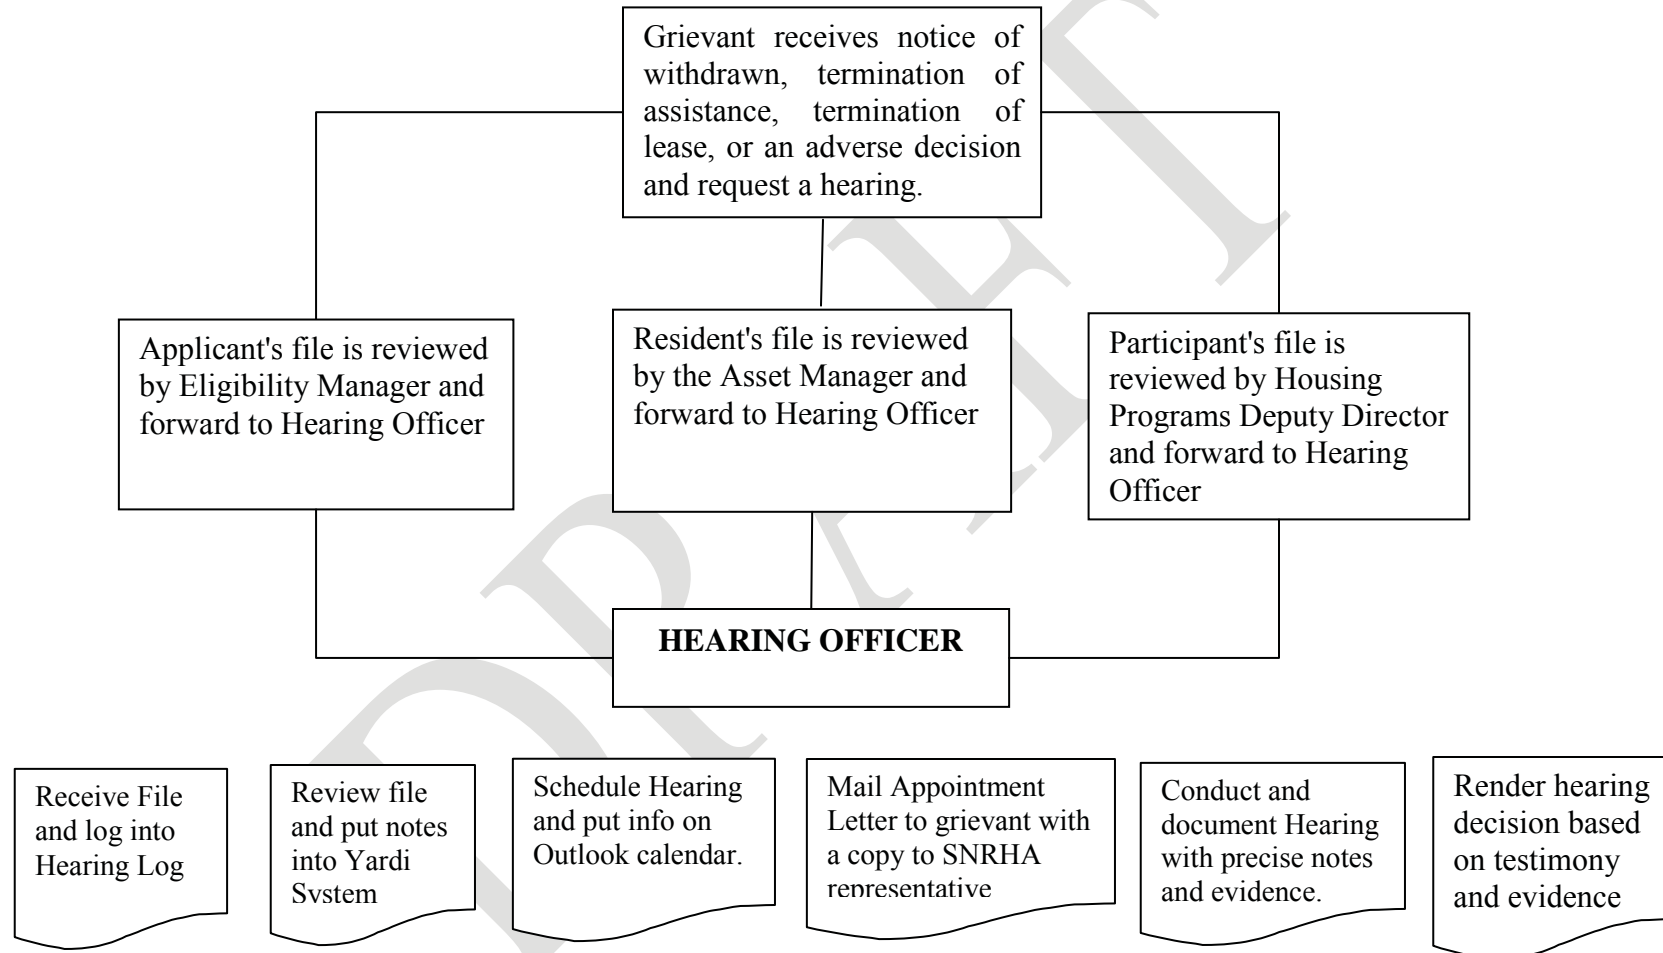 Grievant receives notice of
withdrawn, termination of
assistance, termination of
lease, or an adverse decision
and request a hearing.
Applicant's file is reviewed
by Eligibility Manager and
forward to Hearing Officer
Resident's file is reviewed
by the Asset Manager and
forward to Hearing Officer
Participant's file is
reviewed by Housing
Programs Deputy Director
and forward to Hearing
Officer
HEARING OFFICER
Receive File
and log into
Hearing Log
Review file
and put notes
into Yardi
System
Schedule Hearing
and put info on
Outlook calendar.
Mail Appointment
Letter to grievant with
a copy to SNRHA
representative
Conduct and
document Hearing
with precise notes
and evidence.
Render hearing
decision based
on testimony
and evidence
DRAFT